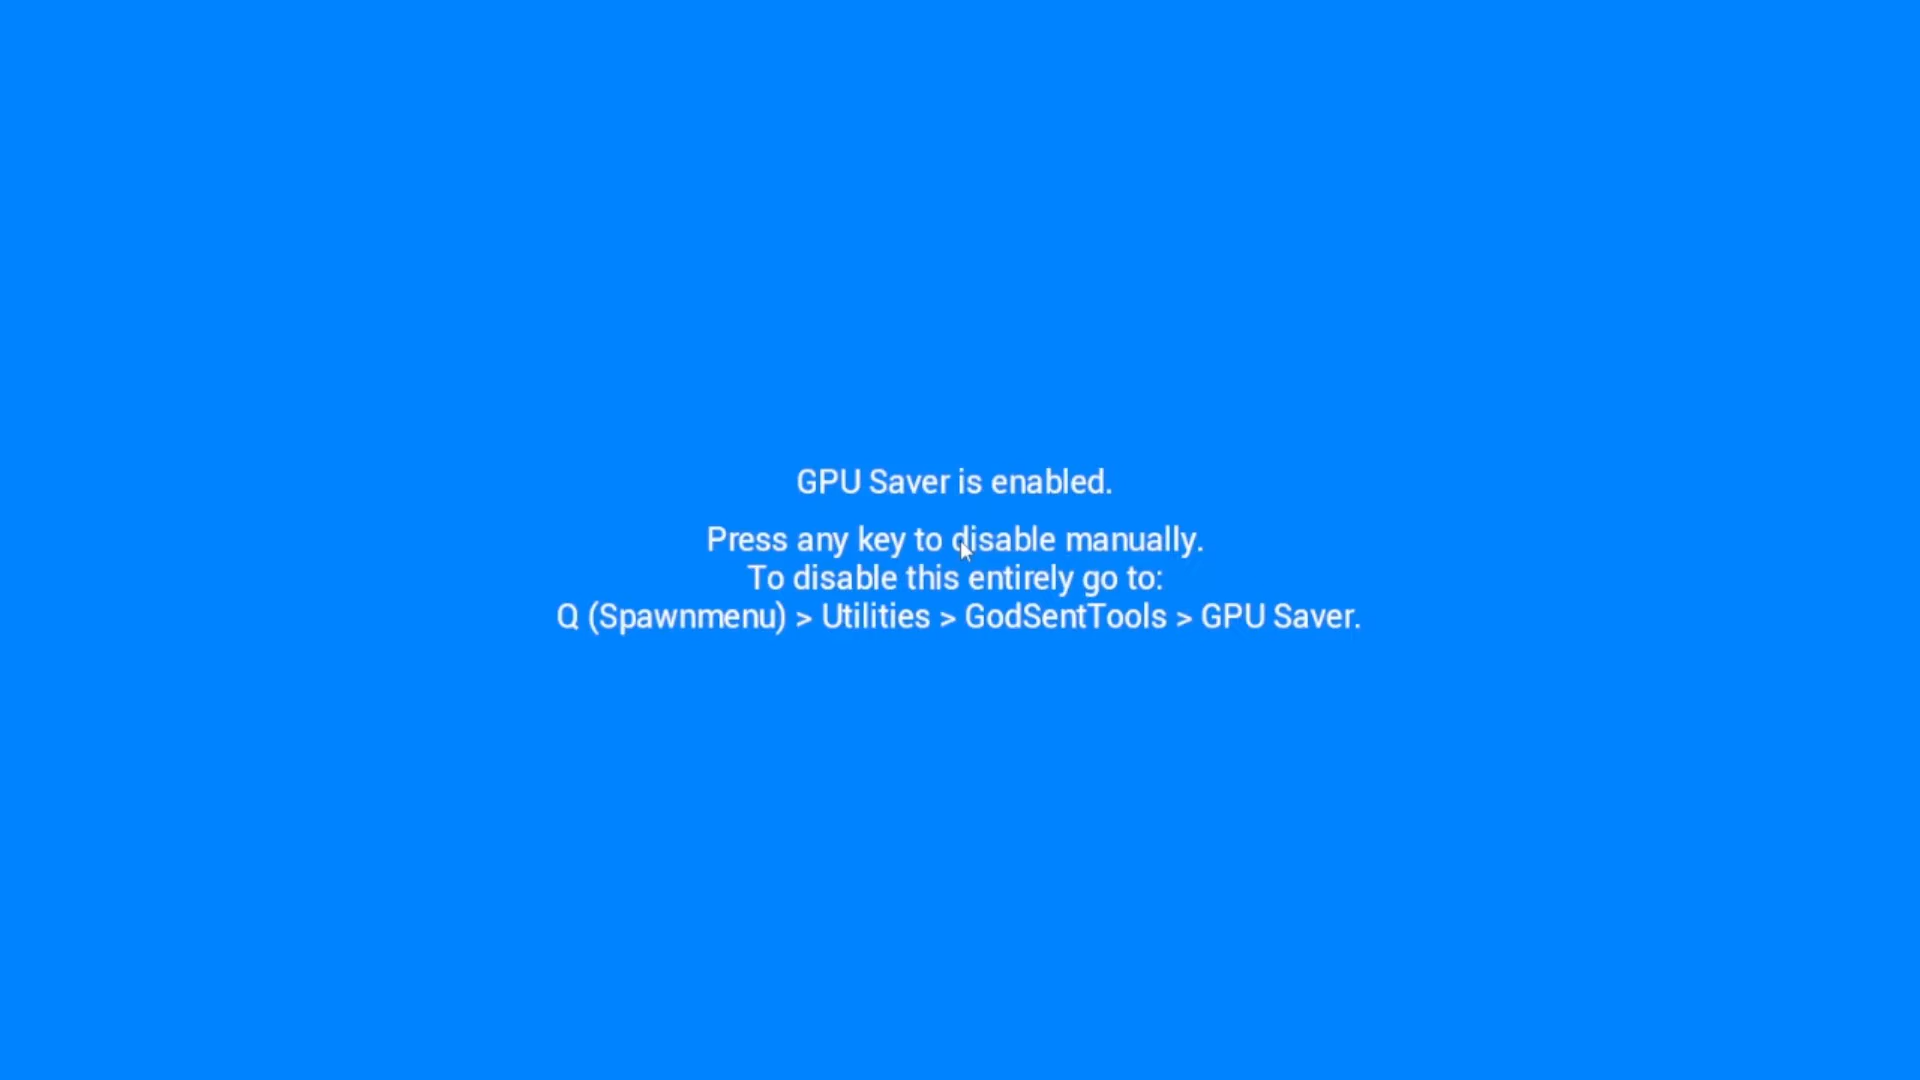 GPU Saver is enabled.
Press any key to disable manually.
To disable this entirely go to:
Q (Spawnmenu) > Utilities > GodSentTools > GPU Saver.